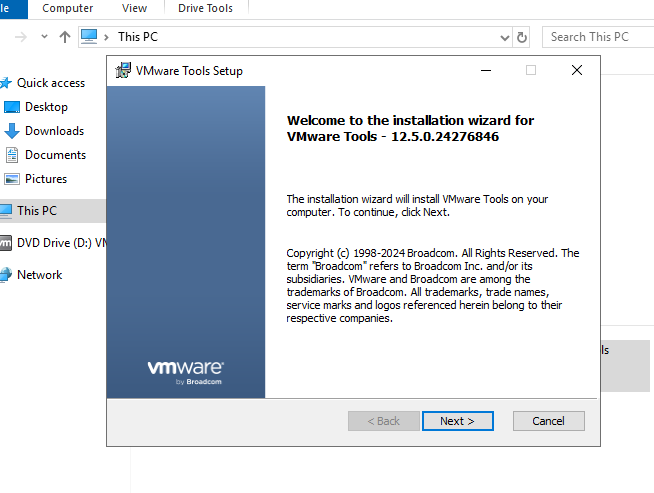 le
Computer
View
Drive Tools
This PC
Search This PC
Quick access
Desktop
Downloads
Documents
Pictures
This PC
vm
DVD Drive (D:) VM
Network
VMware Tools Setup
Welcome to the installation wizard for
VMware Tools - 12.5.0.24276846
The installation wizard will install VMware Tools on your
computer. To continue, click Next.
Copyright (c) 1998-2024 Broadcom. All Rights Reserved. The
term "Broadcom" refers to Broadcom Inc. and/or its
subsidiaries. VMware and Broadcom are among the
trademarks of Broadcom. All trademarks, trade names,
service marks and logos referenced herein belong to their
respective companies.
vmware®
by Broadcom
ls
< Back
Next >
Cancel